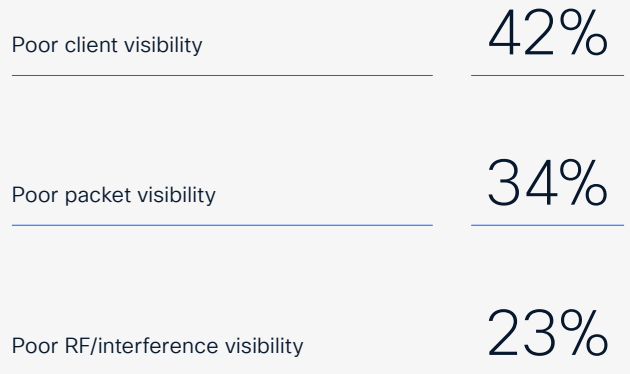 Poor client visibility 42%
Poor packet visibility 34%
Poor RF/interference visibility 23%